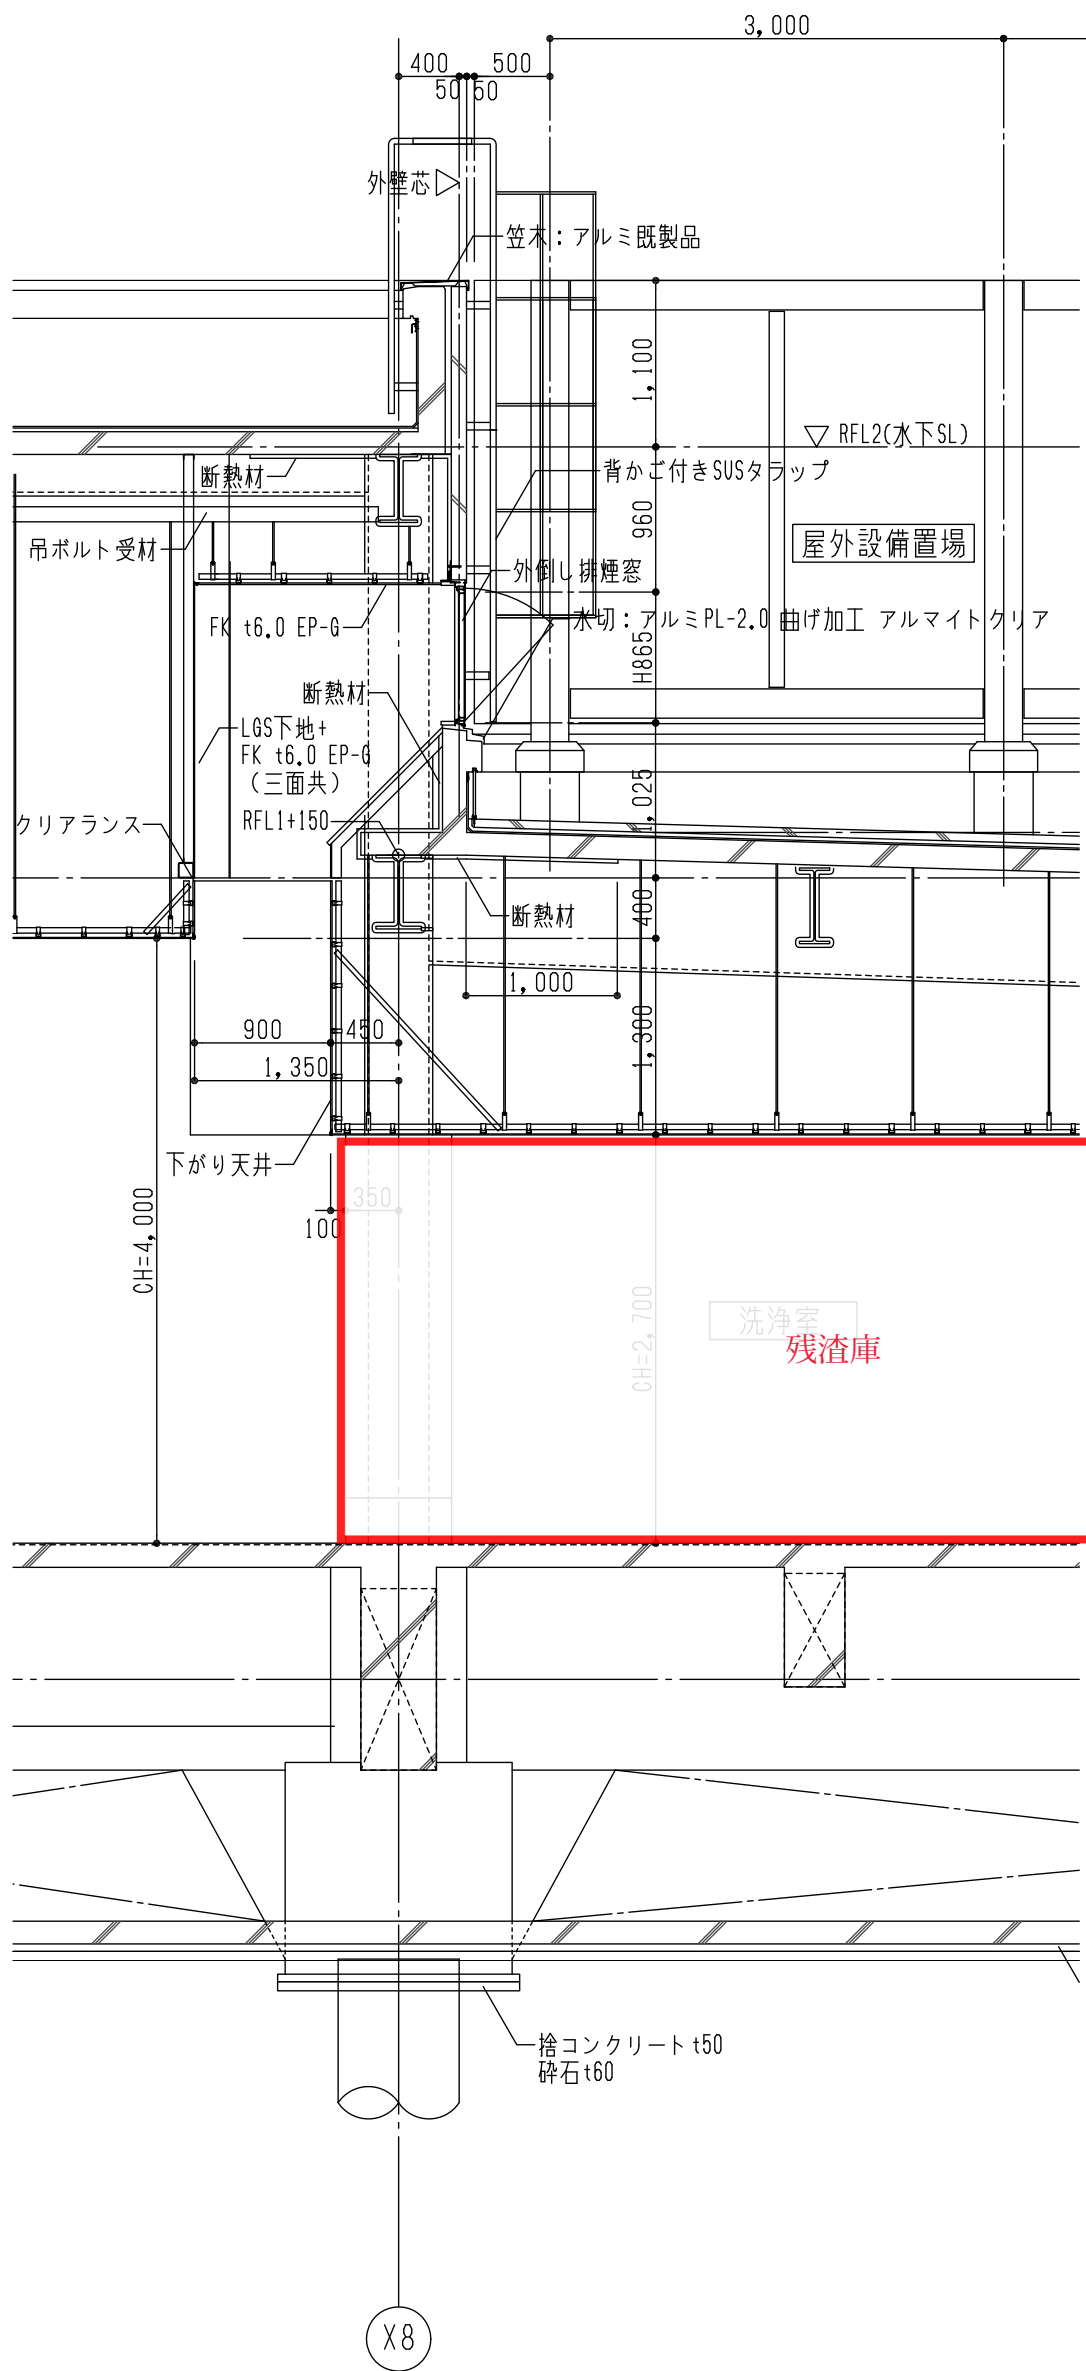 3,000
400
500
50
50
外壁芯
笠木：アルミ既製品
1,100
RFL2(水下SL)
断熱材
背かご付きSUSタラップ
960
屋外設備置場
吊ボルト受材
外倒し排煙窓
FK t6.0 EP-G
水切：アルミPL-2.0 曲げ加工 アルマイトクリア
H865
断熱材
LGS下地+
FK t6.0 EP-G
(三面共)
1,025
クリアランス
RFL1+150
断熱材
400
1,000
900
450
1,300
1,350
下がり天井
350
100
CH=4,000
CH=2,700
洗浄室
残渣庫
捨コンクリート t50
砕石 t60
X8